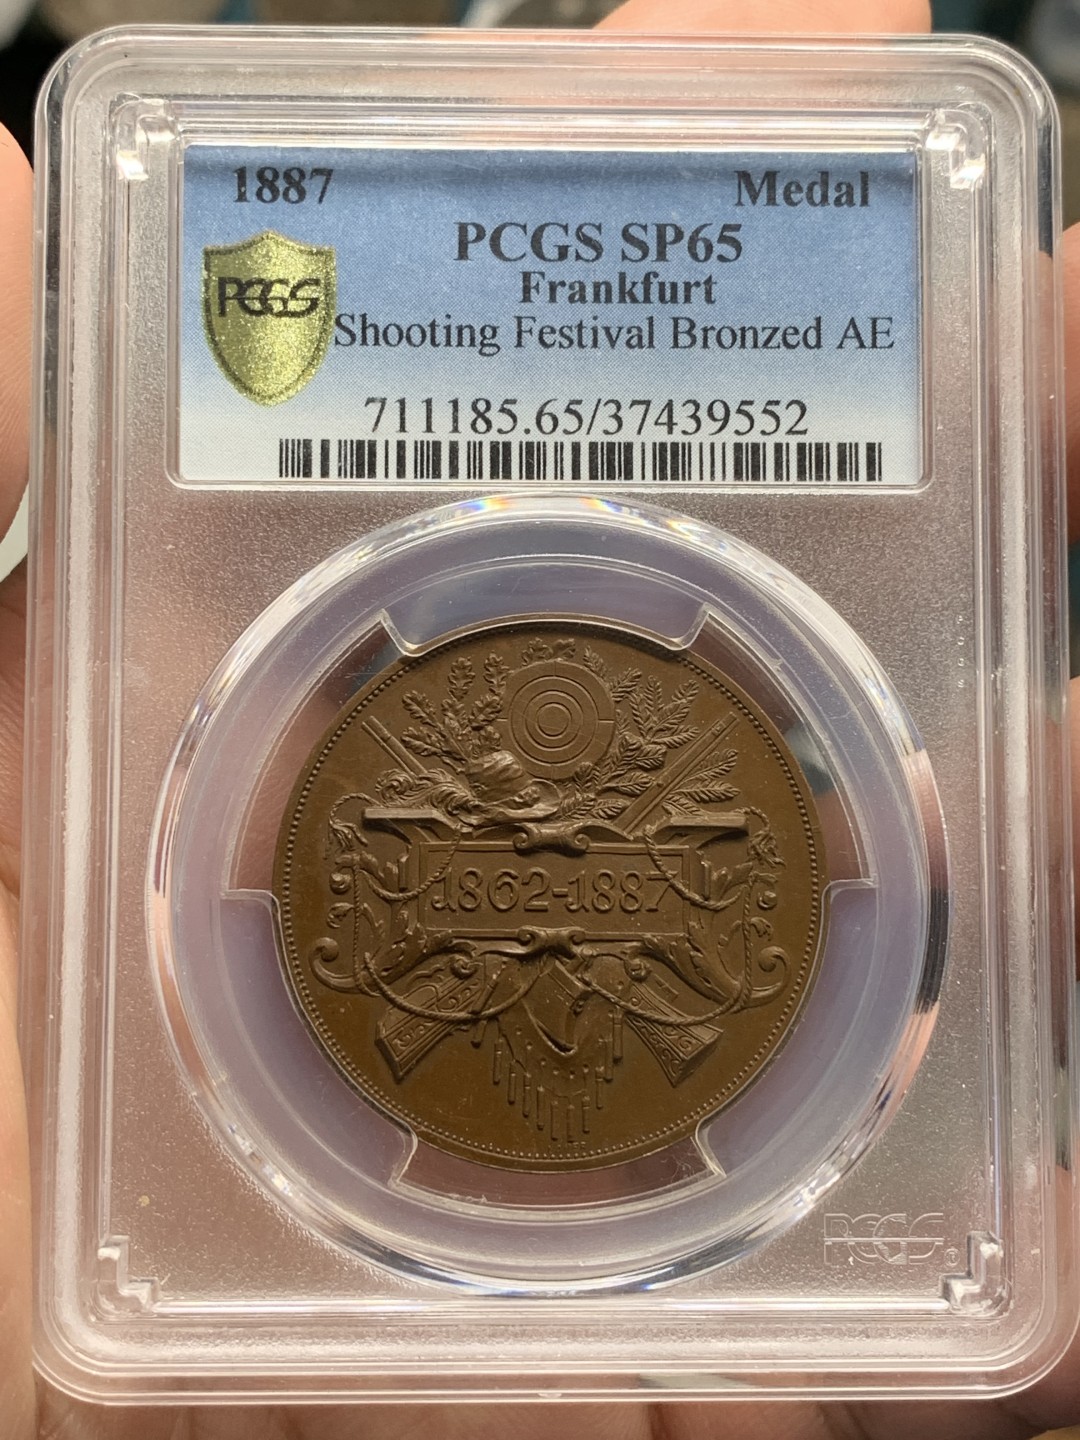 1887 Medal
PCGS SP65
Frankfurt
PCGS
Shooting Festival Bronzed AE
711185.65/37439552
1862-1887
PCGS